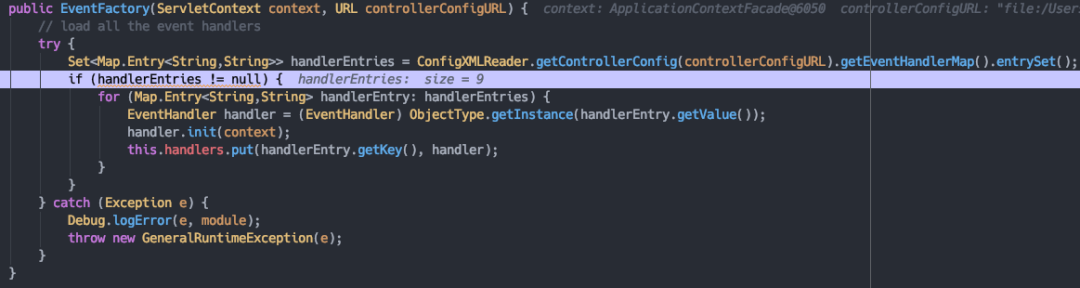 public EventFactory(ServletContext context, URL controllerConfigURL) {  context: ApplicationContextFacade@6050  controllerConfigURL: "file:/User
// load all the event handlers
try {
Set<Map.Entry<String,String>> handlerEntries = ConfigXMLReader.getControllerConfig(controllerConfigURL).getEventHandlerMap().entrySet();
if (handlerEntries != null) {  handlerEntries:  size = 9
for (Map.Entry<String,String> handlerEntry: handlerEntries) {
EventHandler handler = (EventHandler) ObjectType.getInstance(handlerEntry.getValue());
handler.init(context);
this.handlers.put(handlerEntry.getKey(), handler);
}
}
} catch (Exception e) {
Debug.logError(e, module);
throw new GeneralRuntimeException(e);
}
}